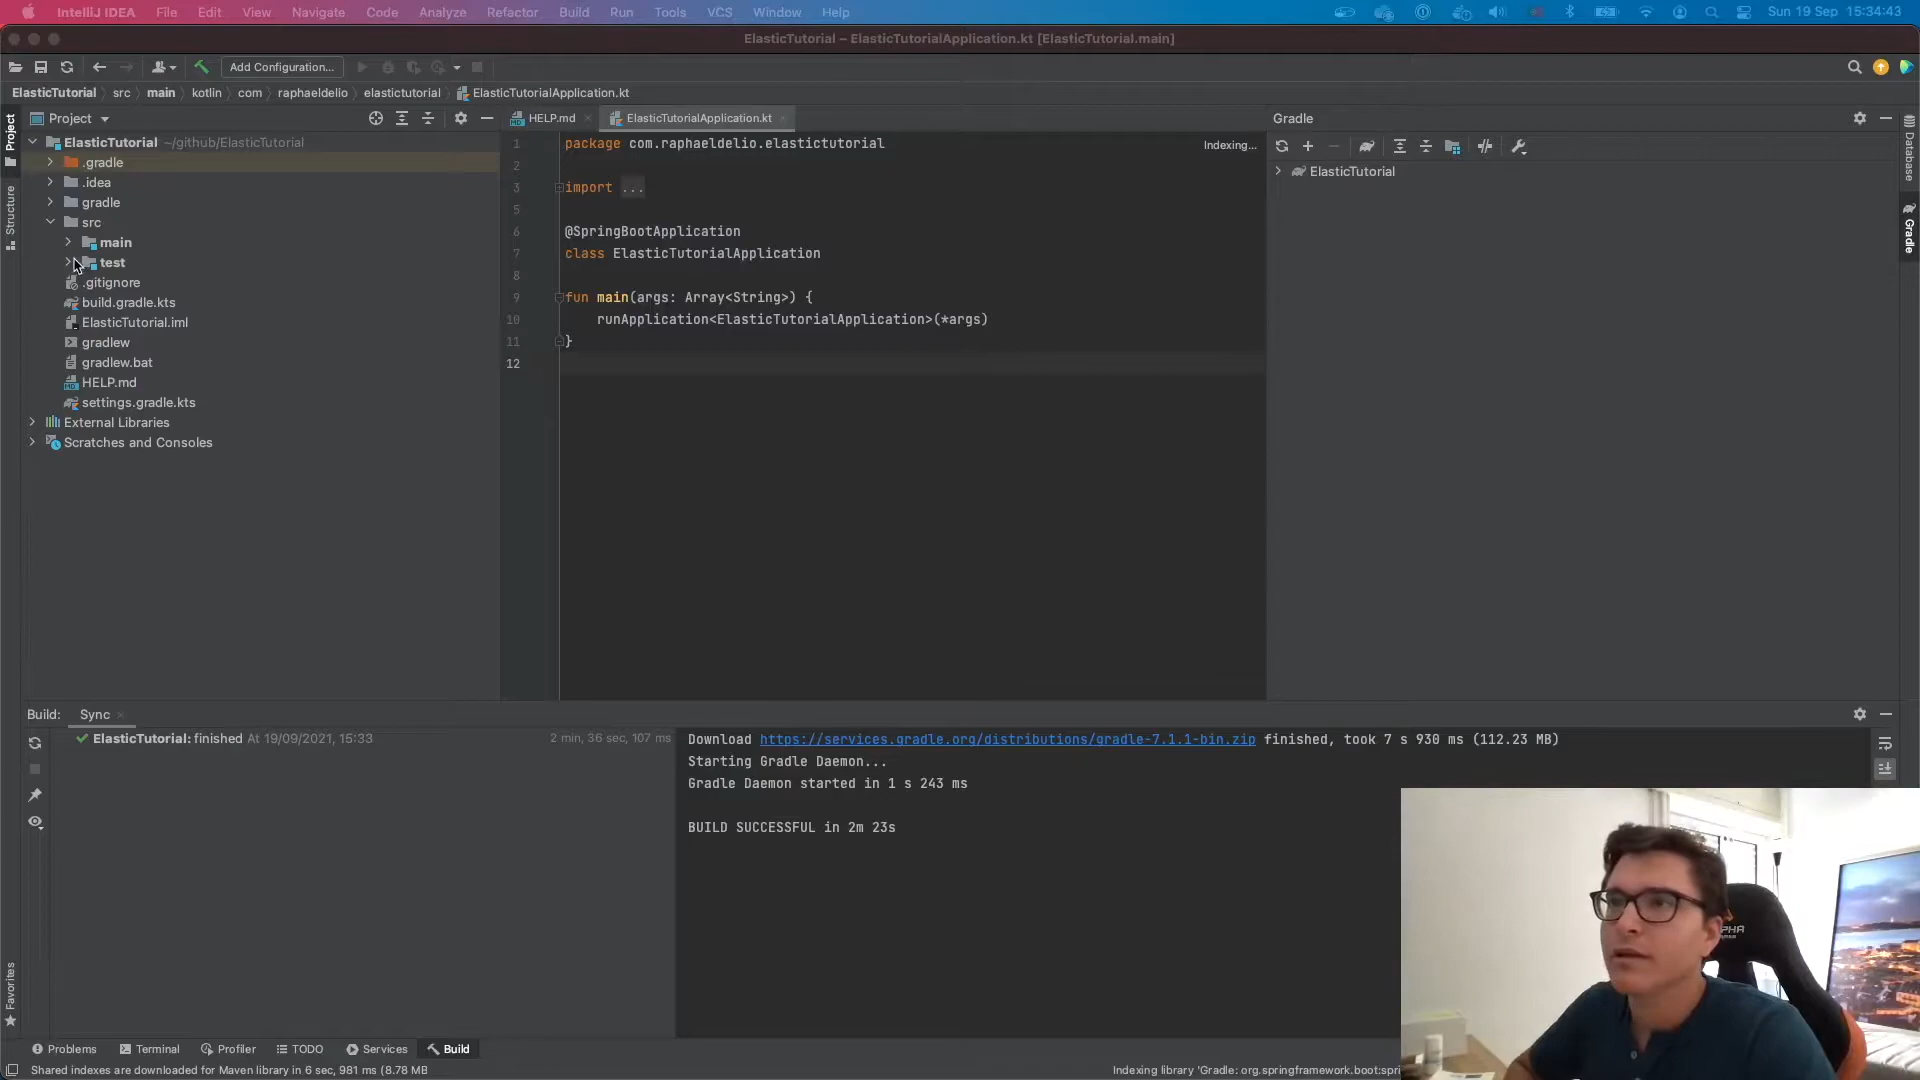 IntelliJ IDEA File Edit View Navigate Code Analyze Refactor Build Run Tools VCS Window Help Sun 19 Sep 15:34:43
ElasticTutorial – ElasticTutorialApplication.kt [ElasticTutorial.main]
Add Configuration...
ElasticTutorial src main kotlin com raphaeldelio elastictutorial ElasticTutorialApplication.kt
Project
HELP.md ElasticTutorialApplication.kt
Gradle
Project
Structure
Favorites
ElasticTutorial ~/github/ElasticTutorial
.gradle
.idea
gradle
src
main
test
.gitignore
build.gradle.kts
ElasticTutorial.iml
gradlew
gradlew.bat
HELP.md
settings.gradle.kts
External Libraries
Scratches and Consoles
1 package com.raphaeldelio.elastictutorial
2
3 import ...
5
6 @SpringBootApplication
7 class ElasticTutorialApplication
8
9 fun main(args: Array<String>) {
10 runApplication<ElasticTutorialApplication>(*args)
11 }
12
Indexing...
ElasticTutorial
Database
Gradle
Build: Sync
ElasticTutorial: finished At 19/09/2021, 15:33 2 min, 36 sec, 107 ms
Download https://services.gradle.org/distributions/gradle-7.1.1-bin.zip finished, took 7 s 930 ms (112.23 MB)
Starting Gradle Daemon...
Gradle Daemon started in 1 s 243 ms
BUILD SUCCESSFUL in 2m 23s
Problems Terminal Profiler TODO Services Build
Shared indexes are downloaded for Maven library in 6 sec, 981 ms (8.78 MB)
Indexing library 'Gradle: org.springframework.boot:spri